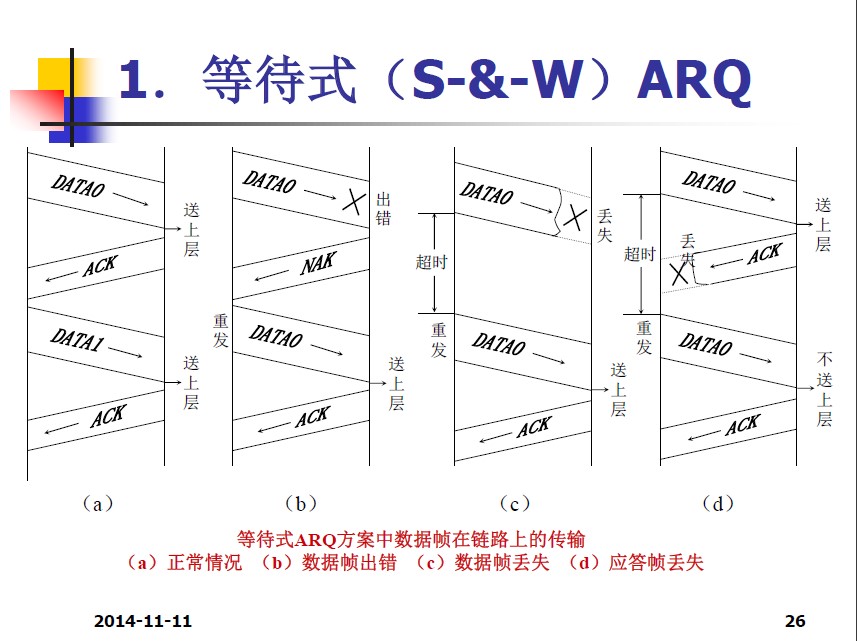 1. 等待式（S-&-W）ARQ
DATA0
送上层
ACK
DATA1
送上层
ACK
（a）
DATA0
出错
NAK
重发
DATA0
送上层
ACK
（b）
DATA0
丢失
超时
重发
DATA0
送上层
ACK
（c）
DATA0
送上层
超时
丢失
ACK
重发
DATA0
不送上层
ACK
（d）
等待式ARQ方案中数据帧在链路上的传输
（a）正常情况 （b）数据帧出错 （c）数据帧丢失 （d）应答帧丢失
2014-11-11
26